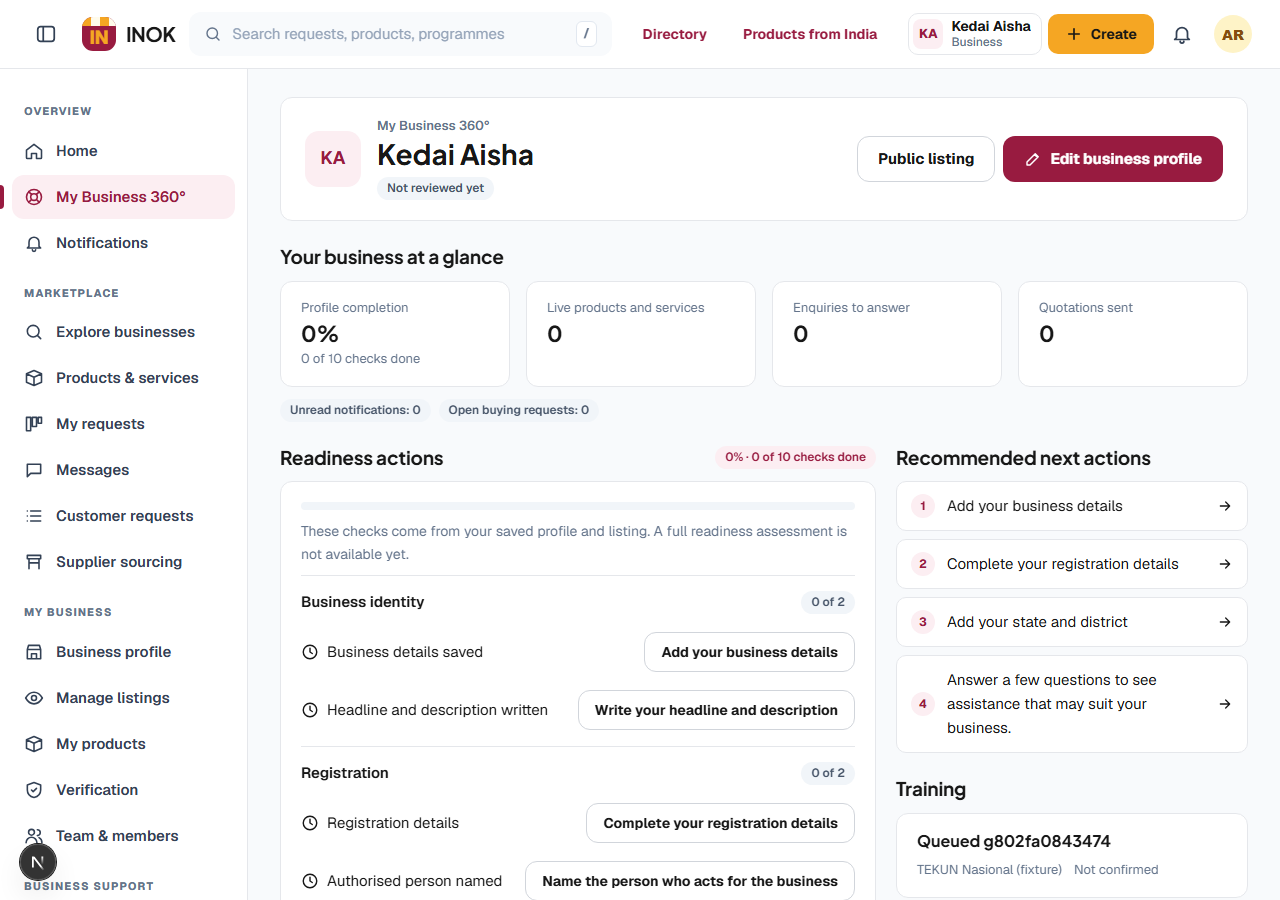 INOK
Search requests, products, programmes
/
Directory
Products from India
KA
Kedai Aisha
Business
Create
AR
OVERVIEW
Home
My Business 360°
Notifications
MARKETPLACE
Explore businesses
Products & services
My requests
Messages
Customer requests
Supplier sourcing
MY BUSINESS
Business profile
Manage listings
My products
Verification
Team & members
N
BUSINESS SUPPORT
KA
My Business 360°
Kedai Aisha
Not reviewed yet
Public listing
Edit business profile
Your business at a glance
Profile completion
0%
0 of 10 checks done
Live products and services
0
Enquiries to answer
0
Quotations sent
0
Unread notifications: 0
Open buying requests: 0
Readiness actions
0% · 0 of 10 checks done
These checks come from your saved profile and listing. A full readiness assessment is
not available yet.
Business identity
0 of 2
Business details saved
Add your business details
Headline and description written
Write your headline and description
Registration
0 of 2
Registration details
Complete your registration details
Authorised person named
Name the person who acts for the business
Recommended next actions
1
Add your business details
2
Complete your registration details
3
Add your state and district
4
Answer a few questions to see
assistance that may suit your
business.
Training
Queued g802fa0843474
TEKUN Nasional (fixture)
Not confirmed